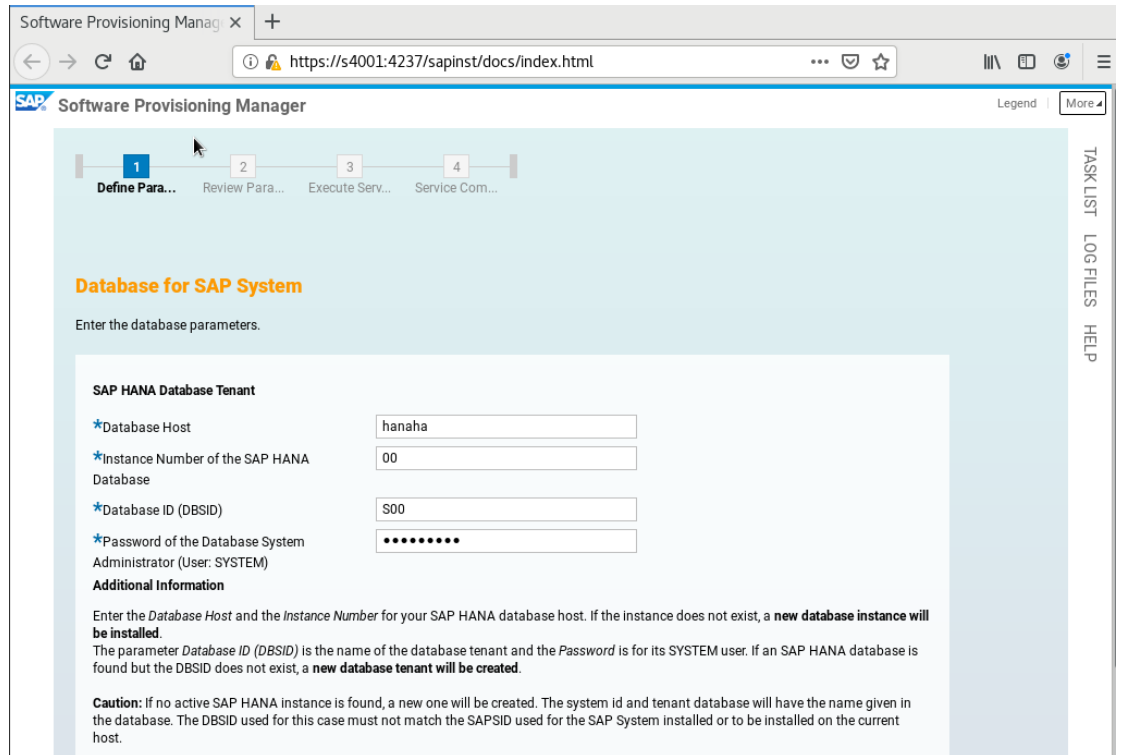 Software Provisioning Manag
https://s4001:4237/sapinst/docs/index.html
SAP Software Provisioning Manager
Legend
More
1 2 3 4
Define Para... Review Para... Execute Serv... Service Com...
TASK LIST
LOG FILES
HELP
Database for SAP System
Enter the database parameters.
SAP HANA Database Tenant
*Database Host hanaha
*Instance Number of the SAP HANA 00
Database
*Database ID (DBSID) S00
*Password of the Database System •••••••••
Administrator (User: SYSTEM)
Additional Information
Enter the Database Host and the Instance Number for your SAP HANA database host. If the instance does not exist, a new database instance will
be installed.
The parameter Database ID (DBSID) is the name of the database tenant and the Password is for its SYSTEM user. If an SAP HANA database is
found but the DBSID does not exist, a new database tenant will be created.
Caution: If no active SAP HANA instance is found, a new one will be created. The system id and tenant database will have the name given in
the database. The DBSID used for this case must not match the SAPSID used for the SAP System installed or to be installed on the current
host.